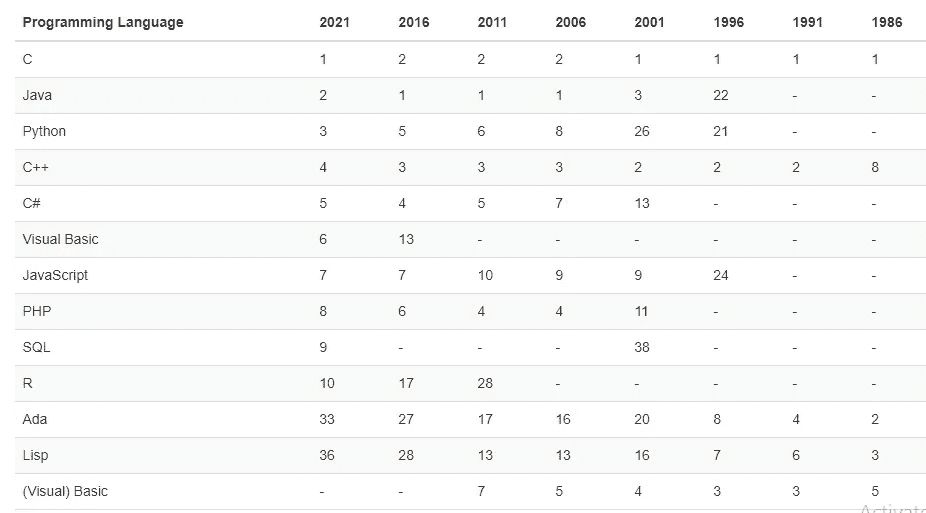 Programming Language 2021 2016 2011 2006 2001 1996 1991 1986
C 1 2 2 2 1 1 1 1
Java 2 1 1 1 3 22 - -
Python 3 5 6 8 26 21 - -
C++ 4 3 3 3 2 2 2 8
C# 5 4 5 7 13 - - -
Visual Basic 6 13 - - - - - -
JavaScript 7 7 10 9 9 24 - -
PHP 8 6 4 4 11 - - -
SQL 9 - - - 38 - - -
R 10 17 28 - - - - -
Ada 33 27 17 16 20 8 4 2
Lisp 36 28 13 13 16 7 6 3
(Visual) Basic - - 7 5 4 3 3 5